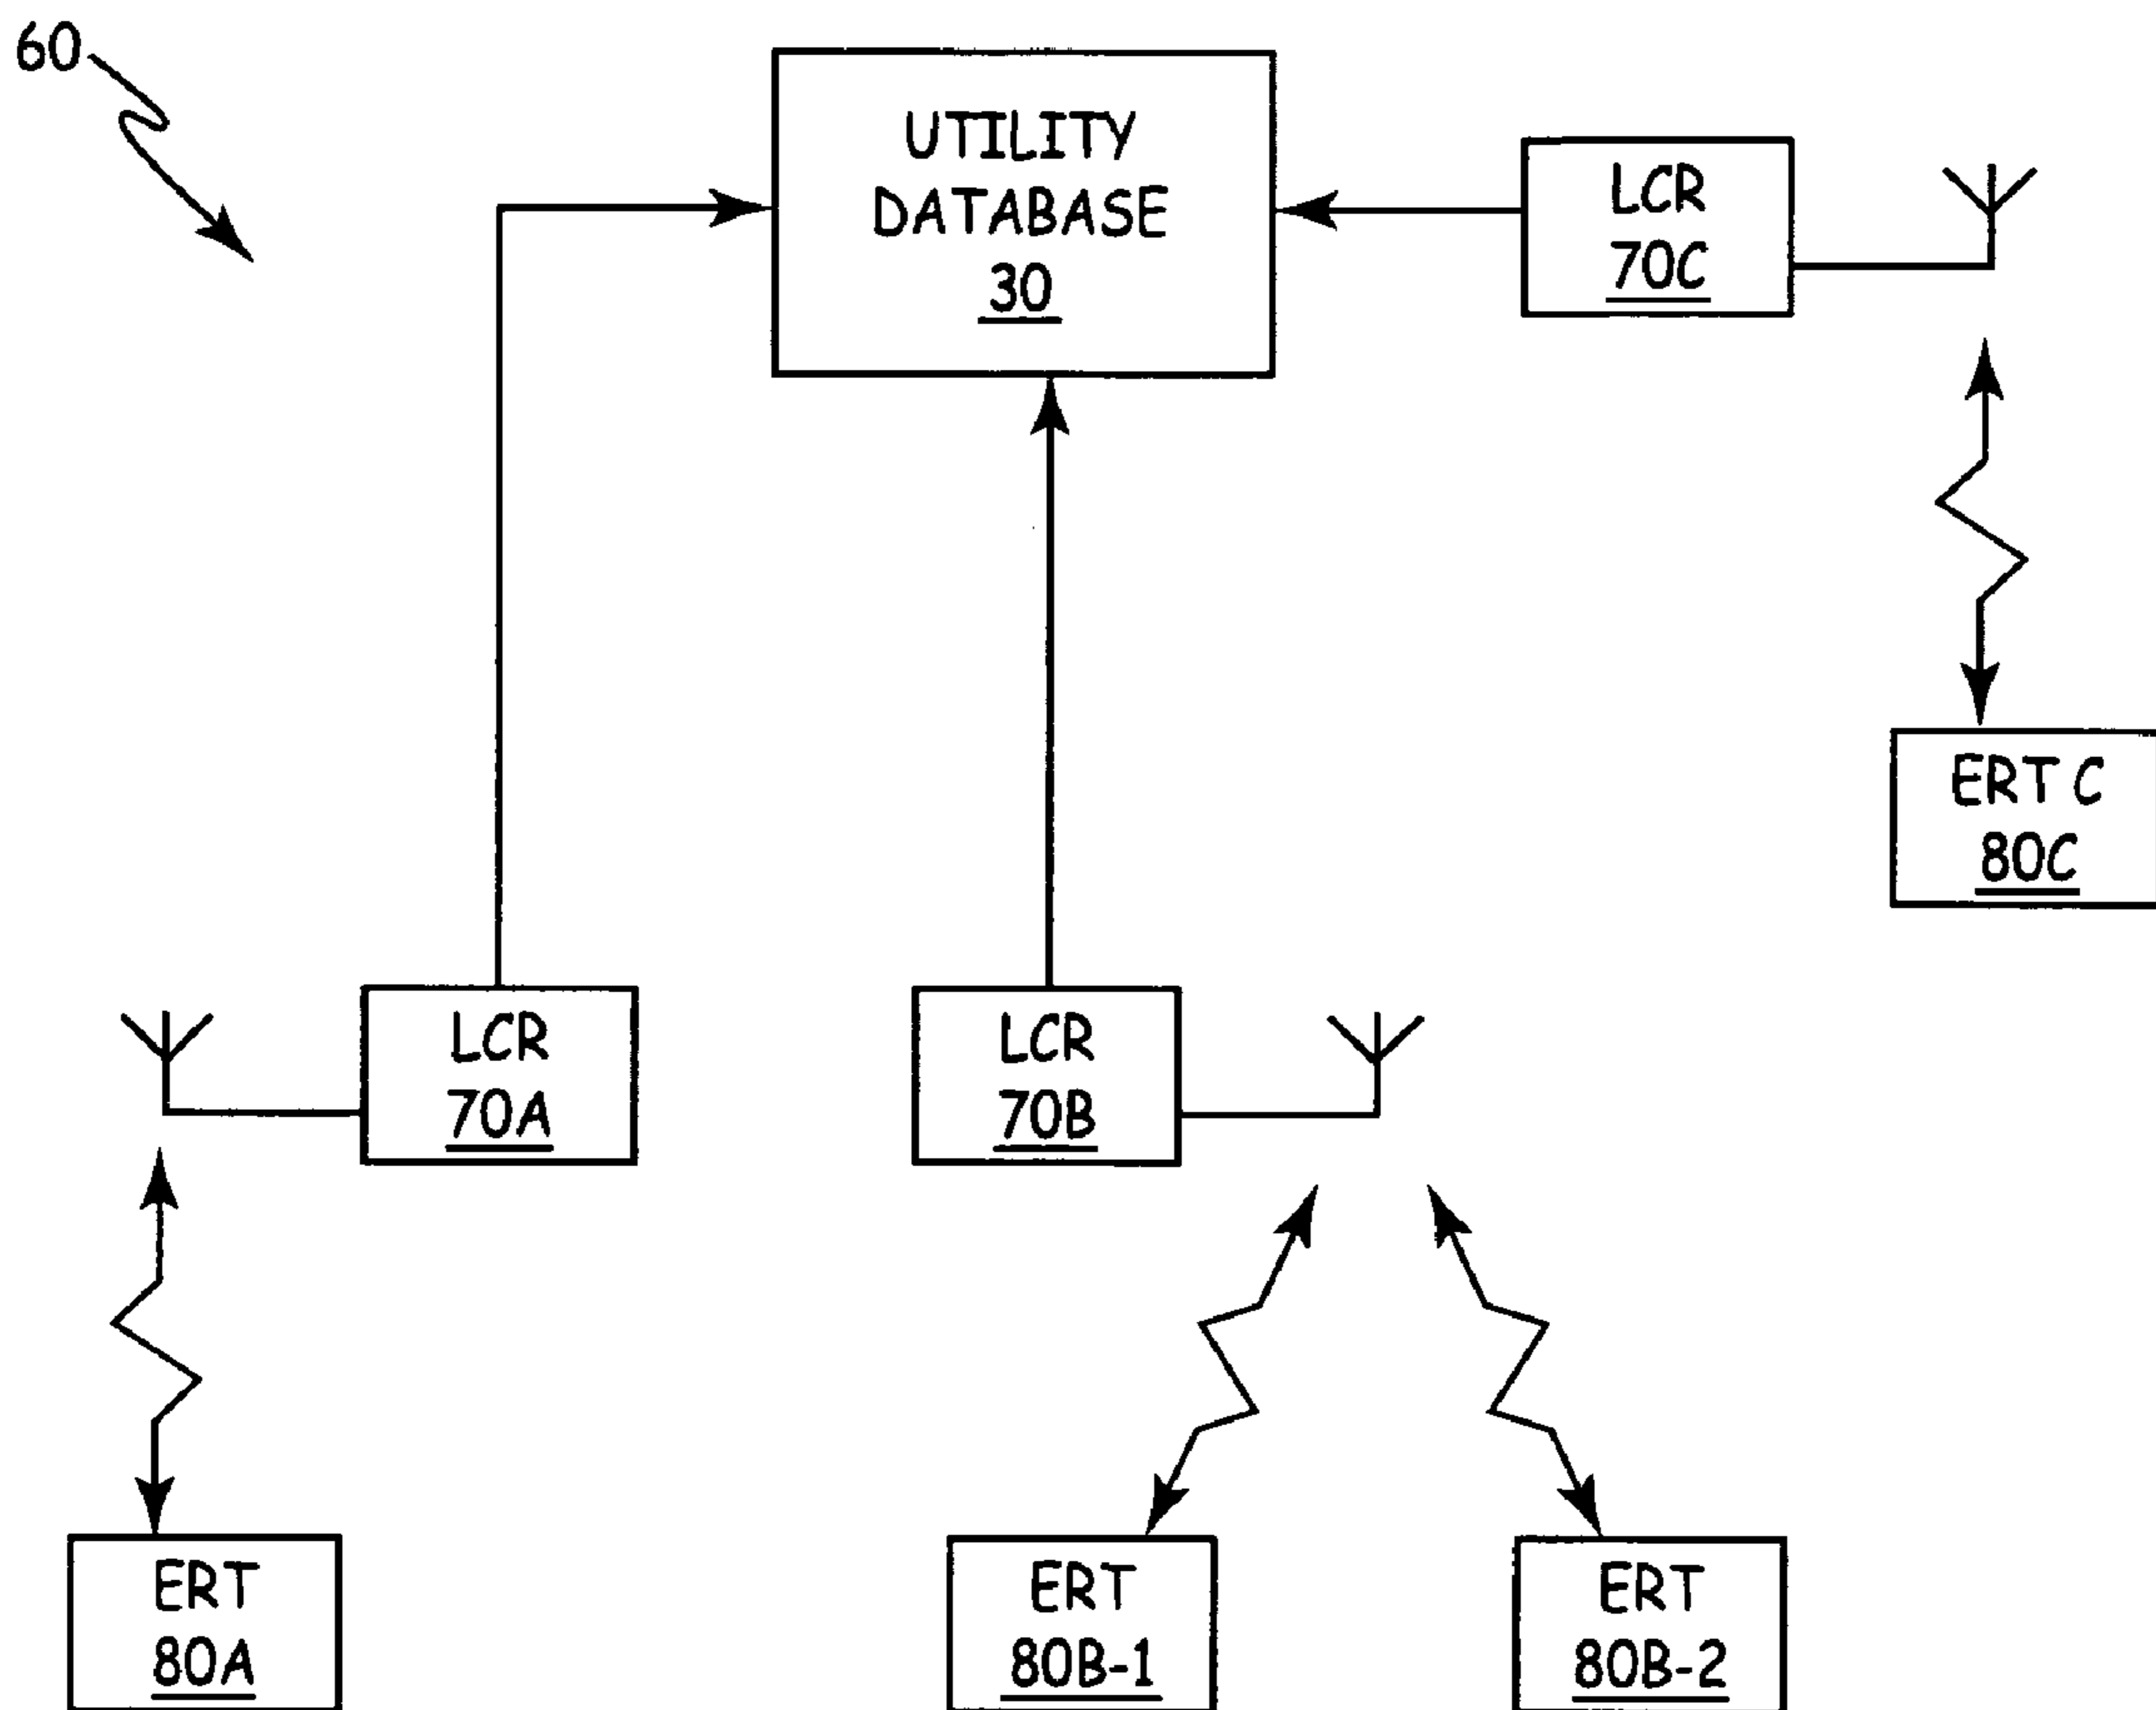 60
UTILITY
DATABASE
30
LCR
70C
ERT C
80C
LCR
70A
LCR
70B
ERT
80A
ERT
80B-1
ERT
80B-2